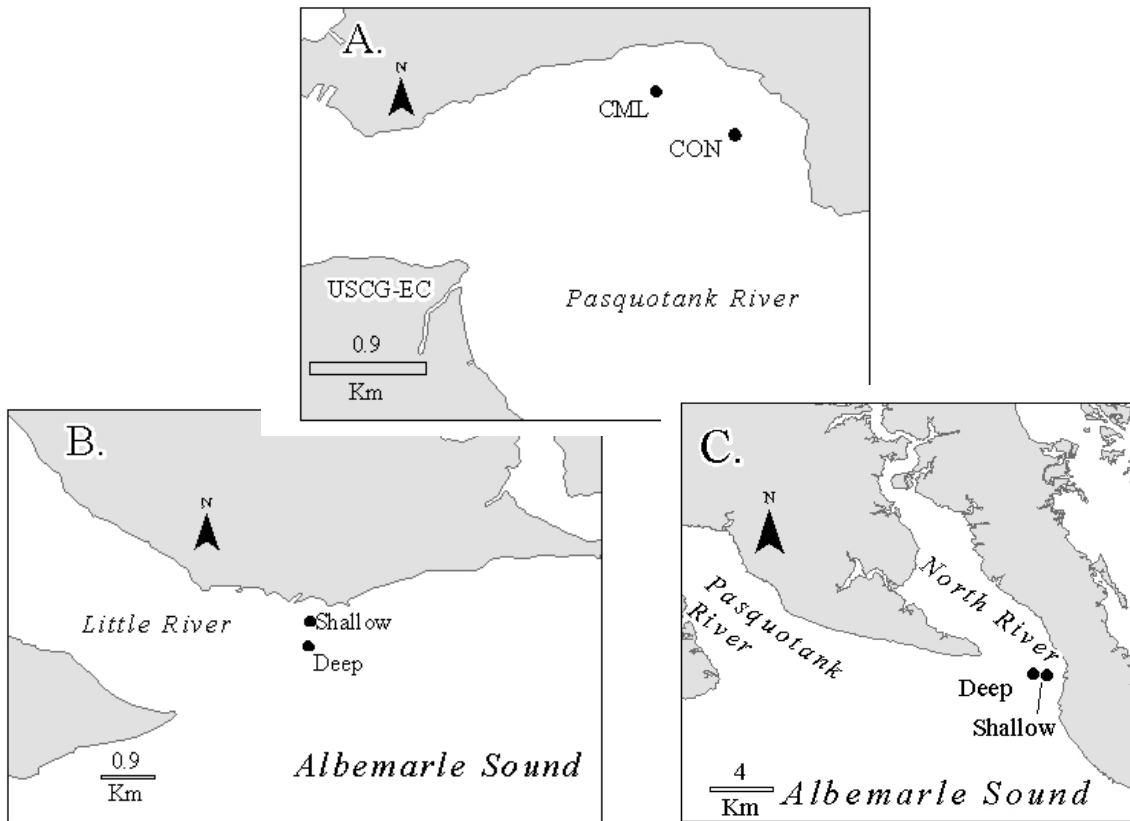 A.
N
CML
CON
USCG-EC
Pasquotank River
0.9
Km
B.
N
Little River
Shallow
Deep
0.9
Km
Albemarle Sound
C.
N
North River
Pasquotank
River
Deep
Shallow
4
Km
Albemarle Sound